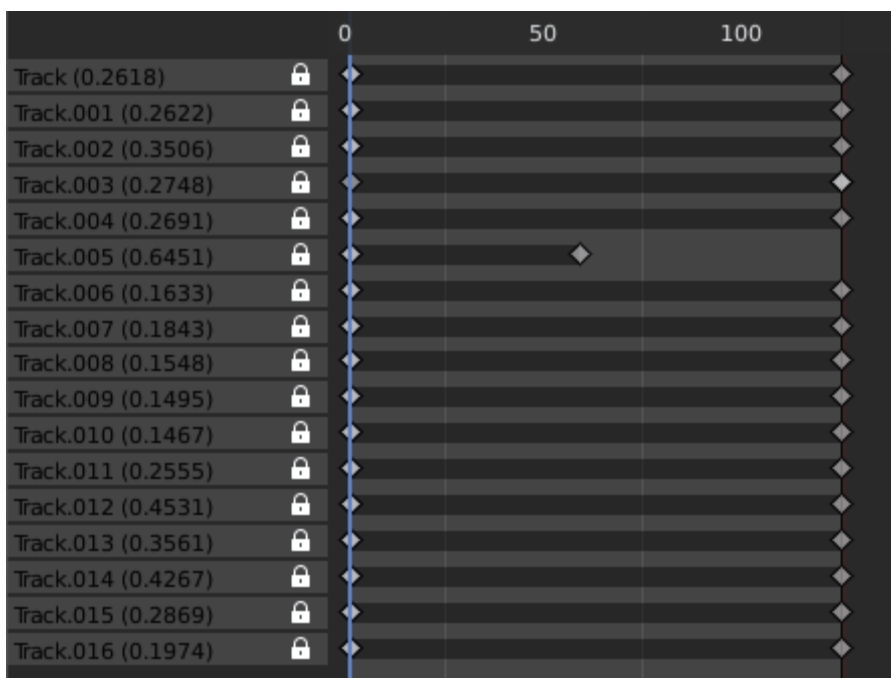 0 50 100
Track (0.2618)
Track.001 (0.2622)
Track.002 (0.3506)
Track.003 (0.2748)
Track.004 (0.2691)
Track.005 (0.6451)
Track.006 (0.1633)
Track.007 (0.1843)
Track.008 (0.1548)
Track.009 (0.1495)
Track.010 (0.1467)
Track.011 (0.2555)
Track.012 (0.4531)
Track.013 (0.3561)
Track.014 (0.4267)
Track.015 (0.2869)
Track.016 (0.1974)